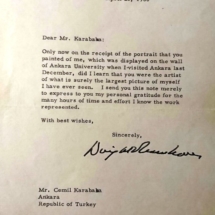 Dear Mr. Karabaka:
Only now on the receipt of the portrait that you
painted of me, which was displayed on the wall
of Ankara University when I visited Ankara last
December, did I learn that you were the artist
of what is surely the largest picture of myself
I have ever seen. I send you this note merely
to express to you my personal gratitude for the
many hours of time and effort I know the work
represented.
With best wishes,
Sincerely,
Dwight D Eisenhower
Mr. Cemil Karababa
Ankara
Republic of Turkey